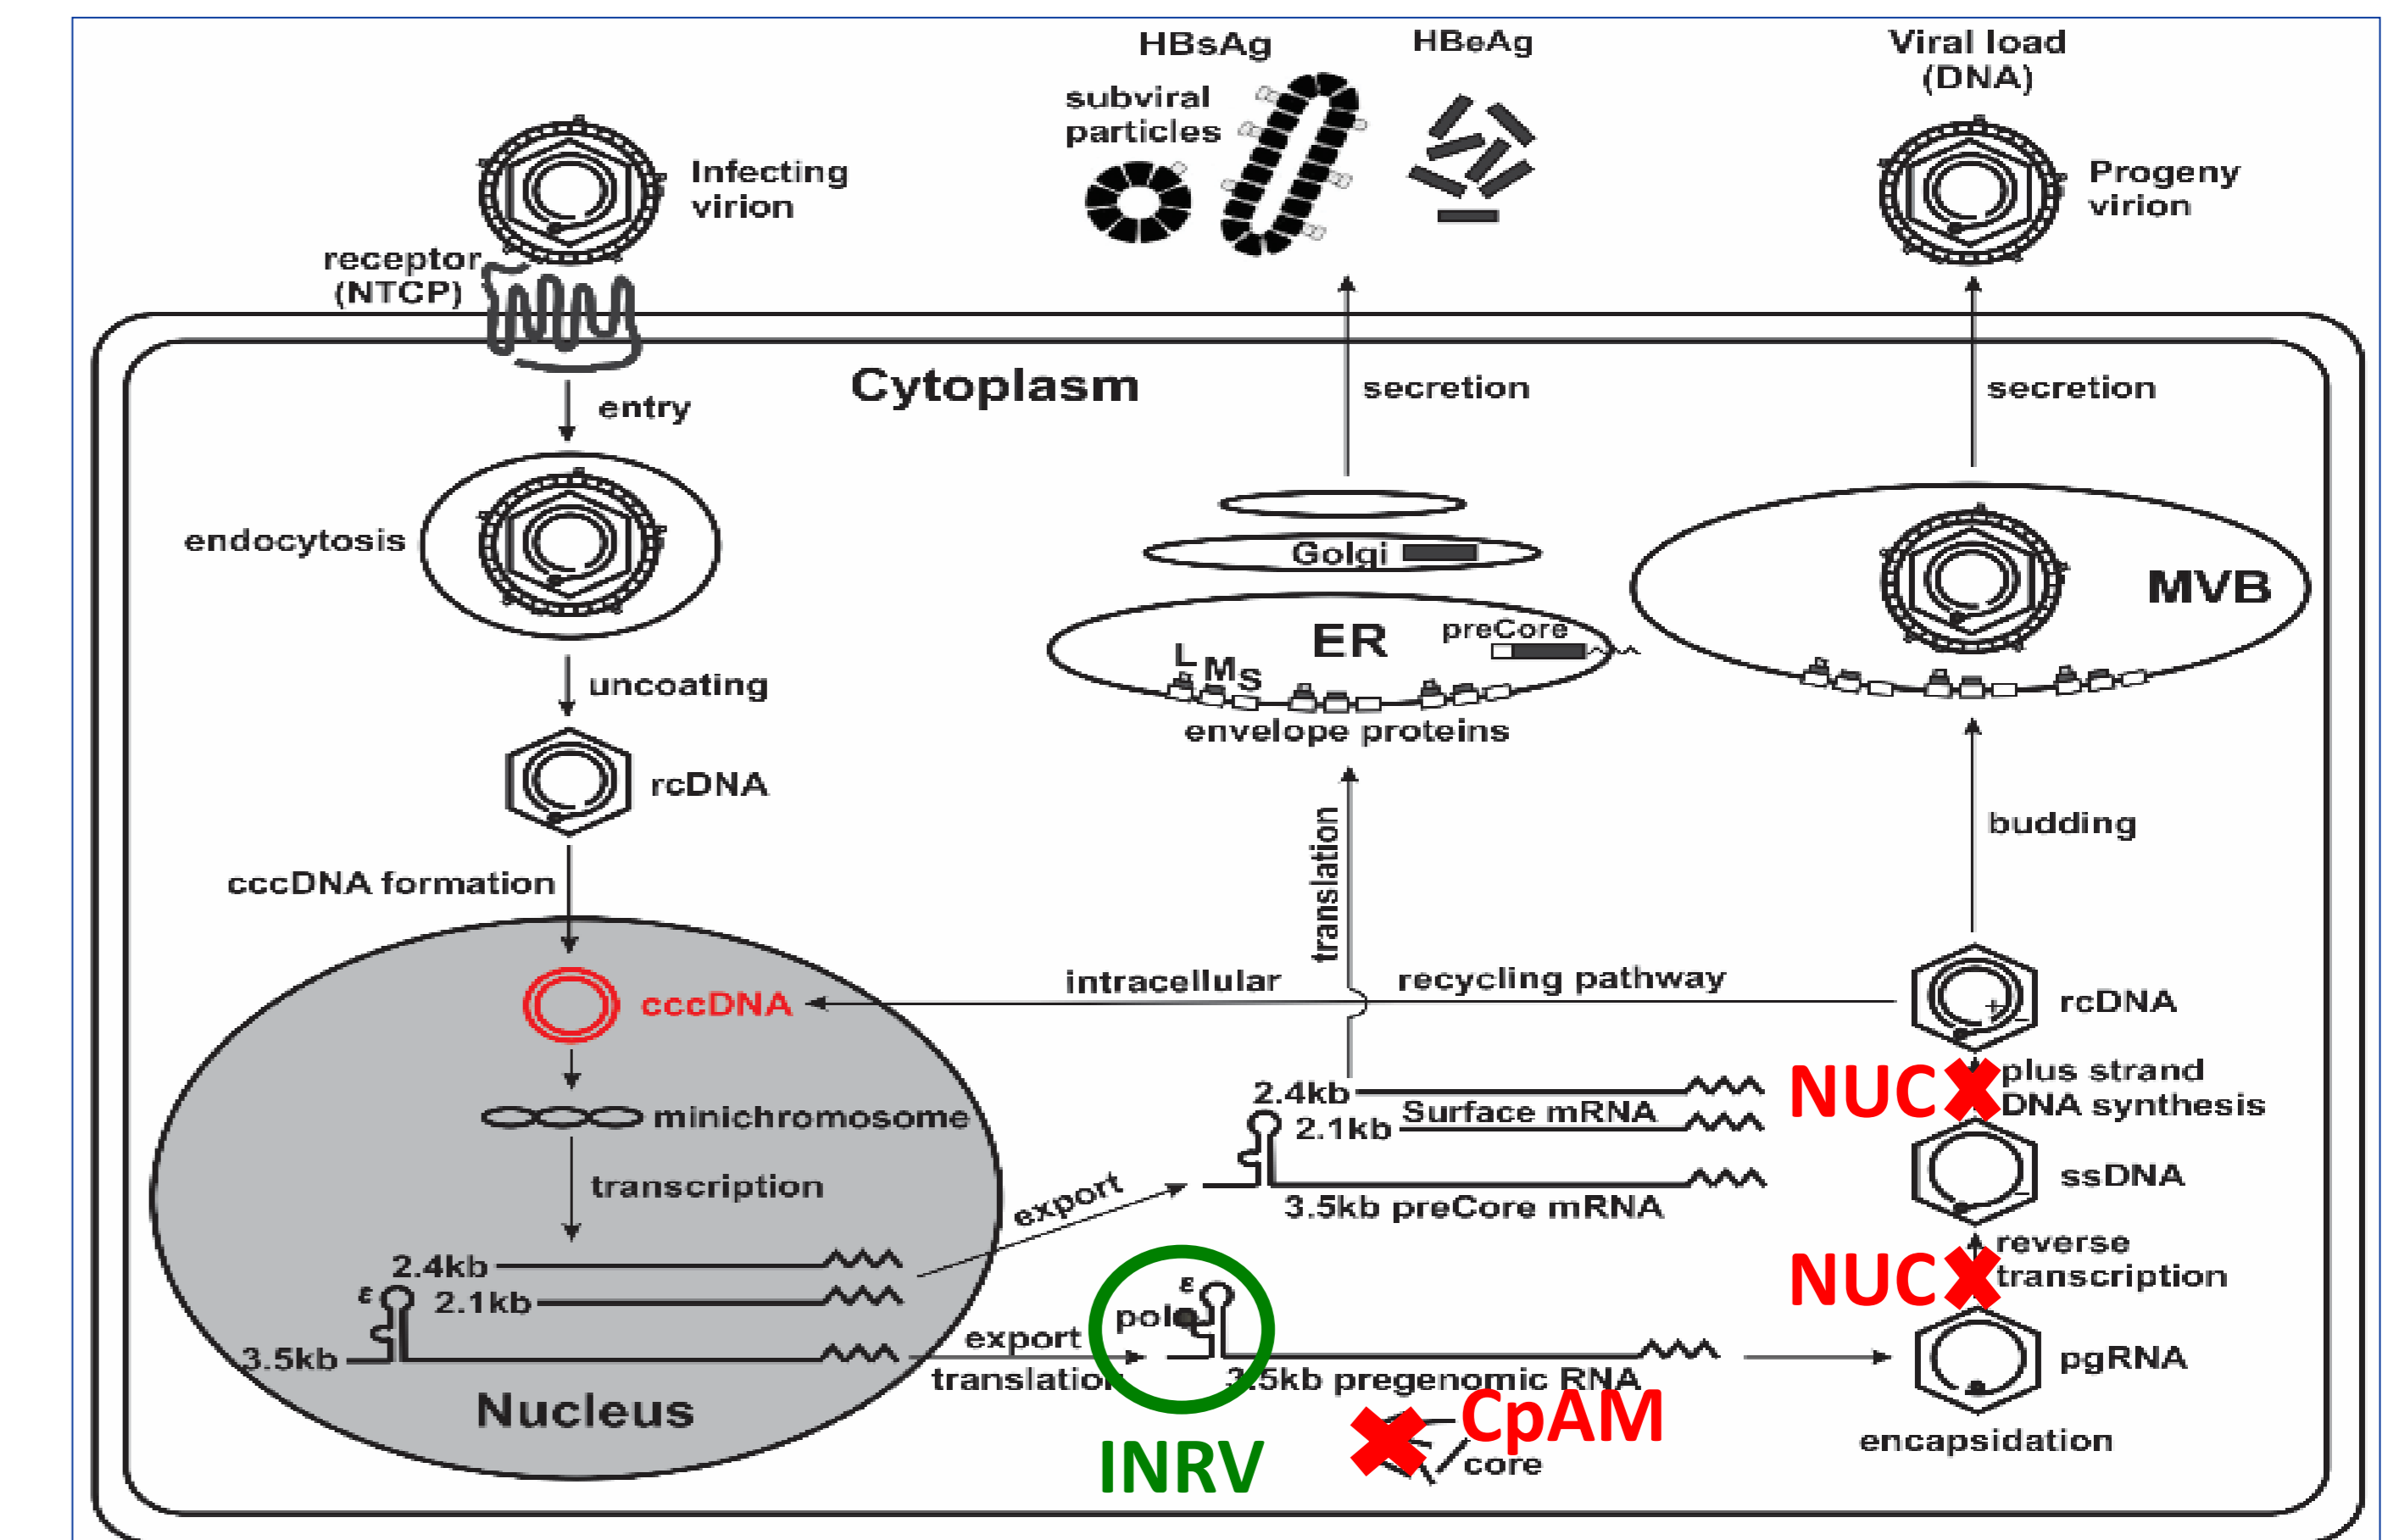 HBsAg
HBeAg
Viral load
(DNA)
subviral
particles
Infecting
virion
Progeny
virion
receptor
(NTCP)
Cytoplasm
entry
secretion
secretion
endocytosis
Golgi
MVB
ER
preCore
L
M
S
uncoating
envelope proteins
rcDNA
translation
budding
cccDNA formation
intracellular
recycling pathway
cccDNA
rcDNA
+
−
2.4kb
NUC
plus strand
DNA synthesis
Surface mRNA
minichromosome
2.1kb
ssDNA
−
transcription
export
3.5kb preCore mRNA
reverse
transcription
2.4kb
NUC
ε
2.1kb
ε
pol
export
3.5kb
translation
3.5kb pregenomic RNA
pgRNA
Nucleus
CpAM
INRV
core
encapsidation